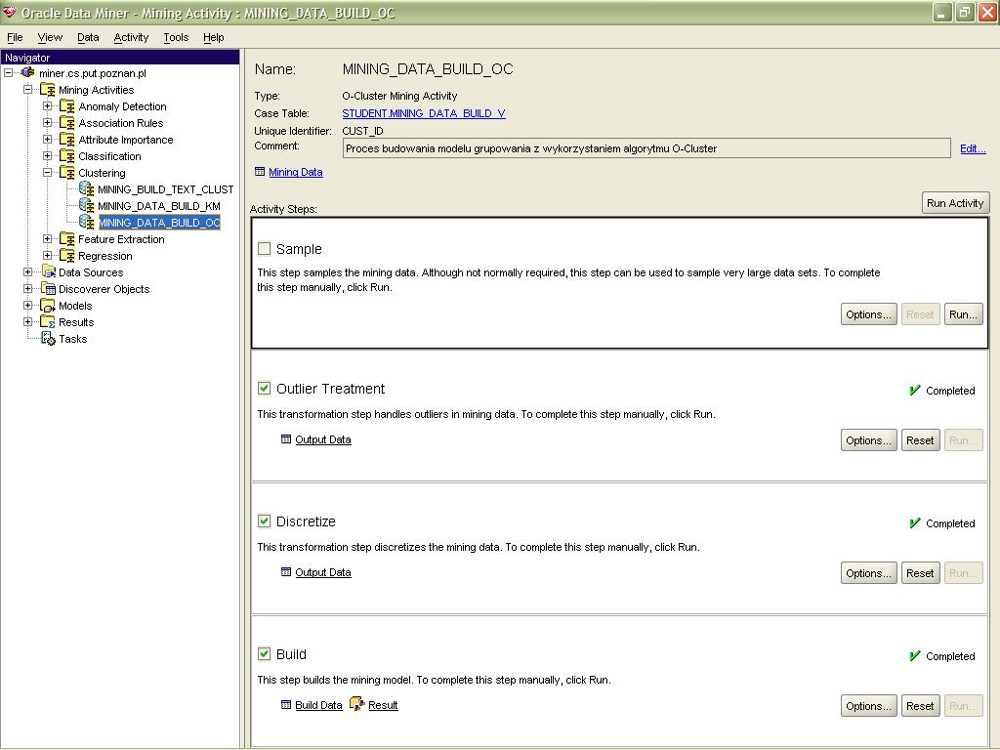 Oracle Data Miner - Mining Activity : MINING_DATA_BUILD_OC
File View Data Activity Tools Help
Navigator
miner.cs.put.poznan.pl
Mining Activities
Anomaly Detection
Association Rules
Attribute Importance
Classification
Clustering
MINING_BUILD_TEXT_CLUST
MINING_DATA_BUILD_KM
MINING_DATA_BUILD_OC
Feature Extraction
Regression
Data Sources
Discoverer Objects
Models
Results
Tasks
Name: MINING_DATA_BUILD_OC
Type: O-Cluster Mining Activity
Case Table: STUDENT.MINING_DATA_BUILD_V
Unique Identifier: CUST_ID
Comment: Proces budowania modelu grupowania z wykorzystaniem algorytmu O-Cluster Edit...
Mining Data
Activity Steps: Run Activity
Sample
This step samples the mining data. Although not normally required, this step can be used to sample very large data sets. To complete
this step manually, click Run.
Options... Reset Run...
Outlier Treatment Completed
This transformation step handles outliers in mining data. To complete this step manually, click Run.
Output Data
Options... Reset Run...
Discretize Completed
This transformation step discretizes the mining data. To complete this step manually, click Run.
Output Data
Options... Reset Run...
Build Completed
This step builds the mining model. To complete this step manually, click Run.
Build Data Result
Options... Reset Run...